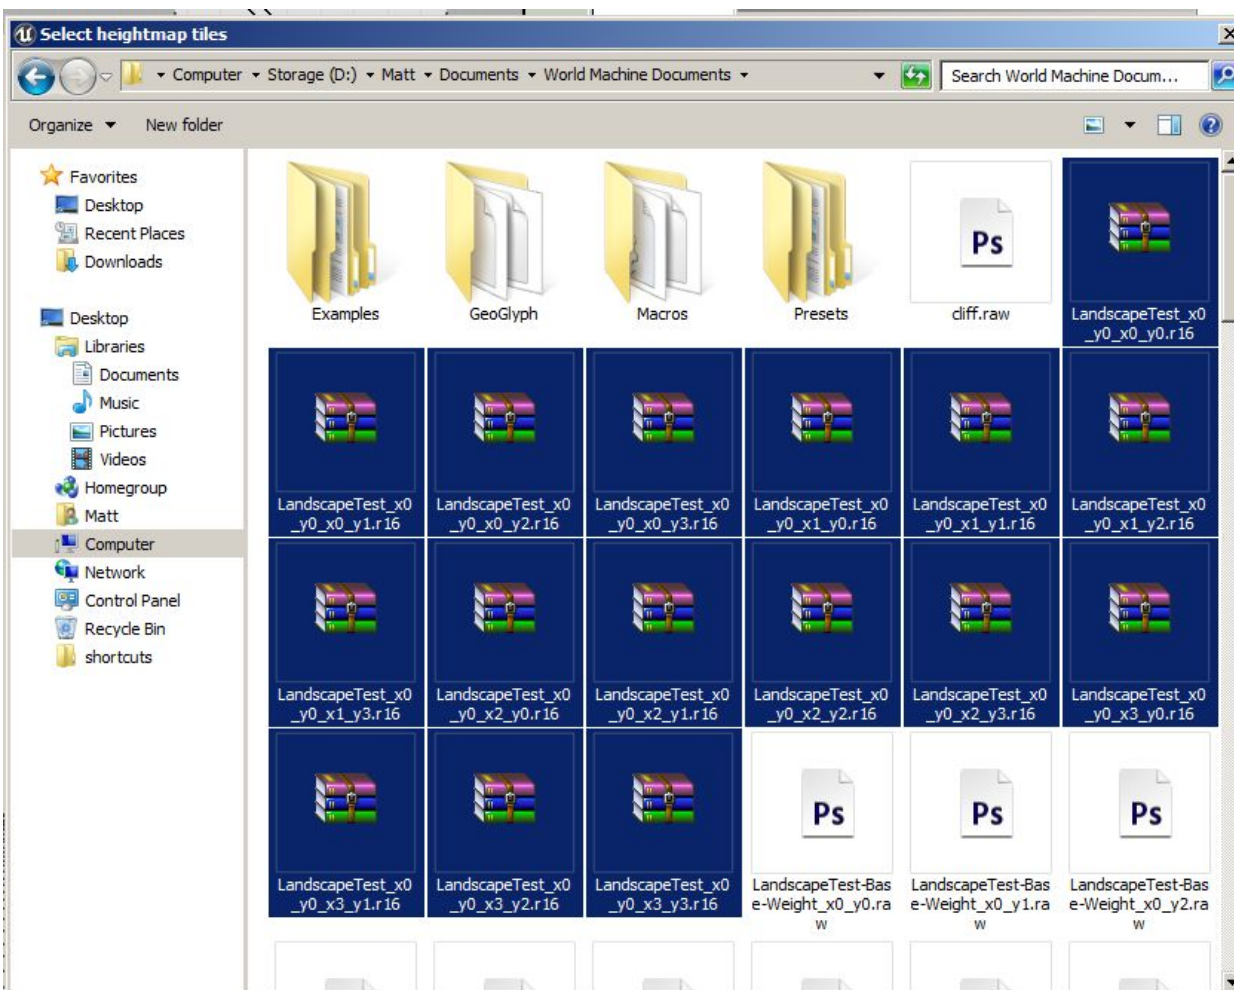 Select heightmap tiles
Computer Storage (D:) Matt Documents World Machine Documents
Search World Machine Docum...
Organize New folder
Favorites
Desktop
Recent Places
Downloads
Desktop
Libraries
Documents
Music
Pictures
Videos
Homegroup
Matt
Computer
Network
Control Panel
Recycle Bin
shortcuts
Ps
Examples GeoGlyph Macros Presets cliff.raw LandscapeTest_x0
_y0_x0_y0.r16
LandscapeTest_x0 LandscapeTest_x0 LandscapeTest_x0 LandscapeTest_x0 LandscapeTest_x0 LandscapeTest_x0
_y0_x0_y1.r16 _y0_x0_y2.r16 _y0_x0_y3.r16 _y0_x1_y0.r16 _y0_x1_y1.r16 _y0_x1_y2.r16
LandscapeTest_x0 LandscapeTest_x0 LandscapeTest_x0 LandscapeTest_x0 LandscapeTest_x0 LandscapeTest_x0
_y0_x1_y3.r16 _y0_x2_y0.r16 _y0_x2_y1.r16 _y0_x2_y2.r16 _y0_x2_y3.r16 _y0_x3_y0.r16
Ps Ps Ps
LandscapeTest_x0 LandscapeTest_x0 LandscapeTest_x0 LandscapeTest-Bas LandscapeTest-Bas LandscapeTest-Bas
_y0_x3_y1.r16 _y0_x3_y2.r16 _y0_x3_y3.r16 e-Weight_x0_y0.ra e-Weight_x0_y1.ra e-Weight_x0_y2.ra
w w w